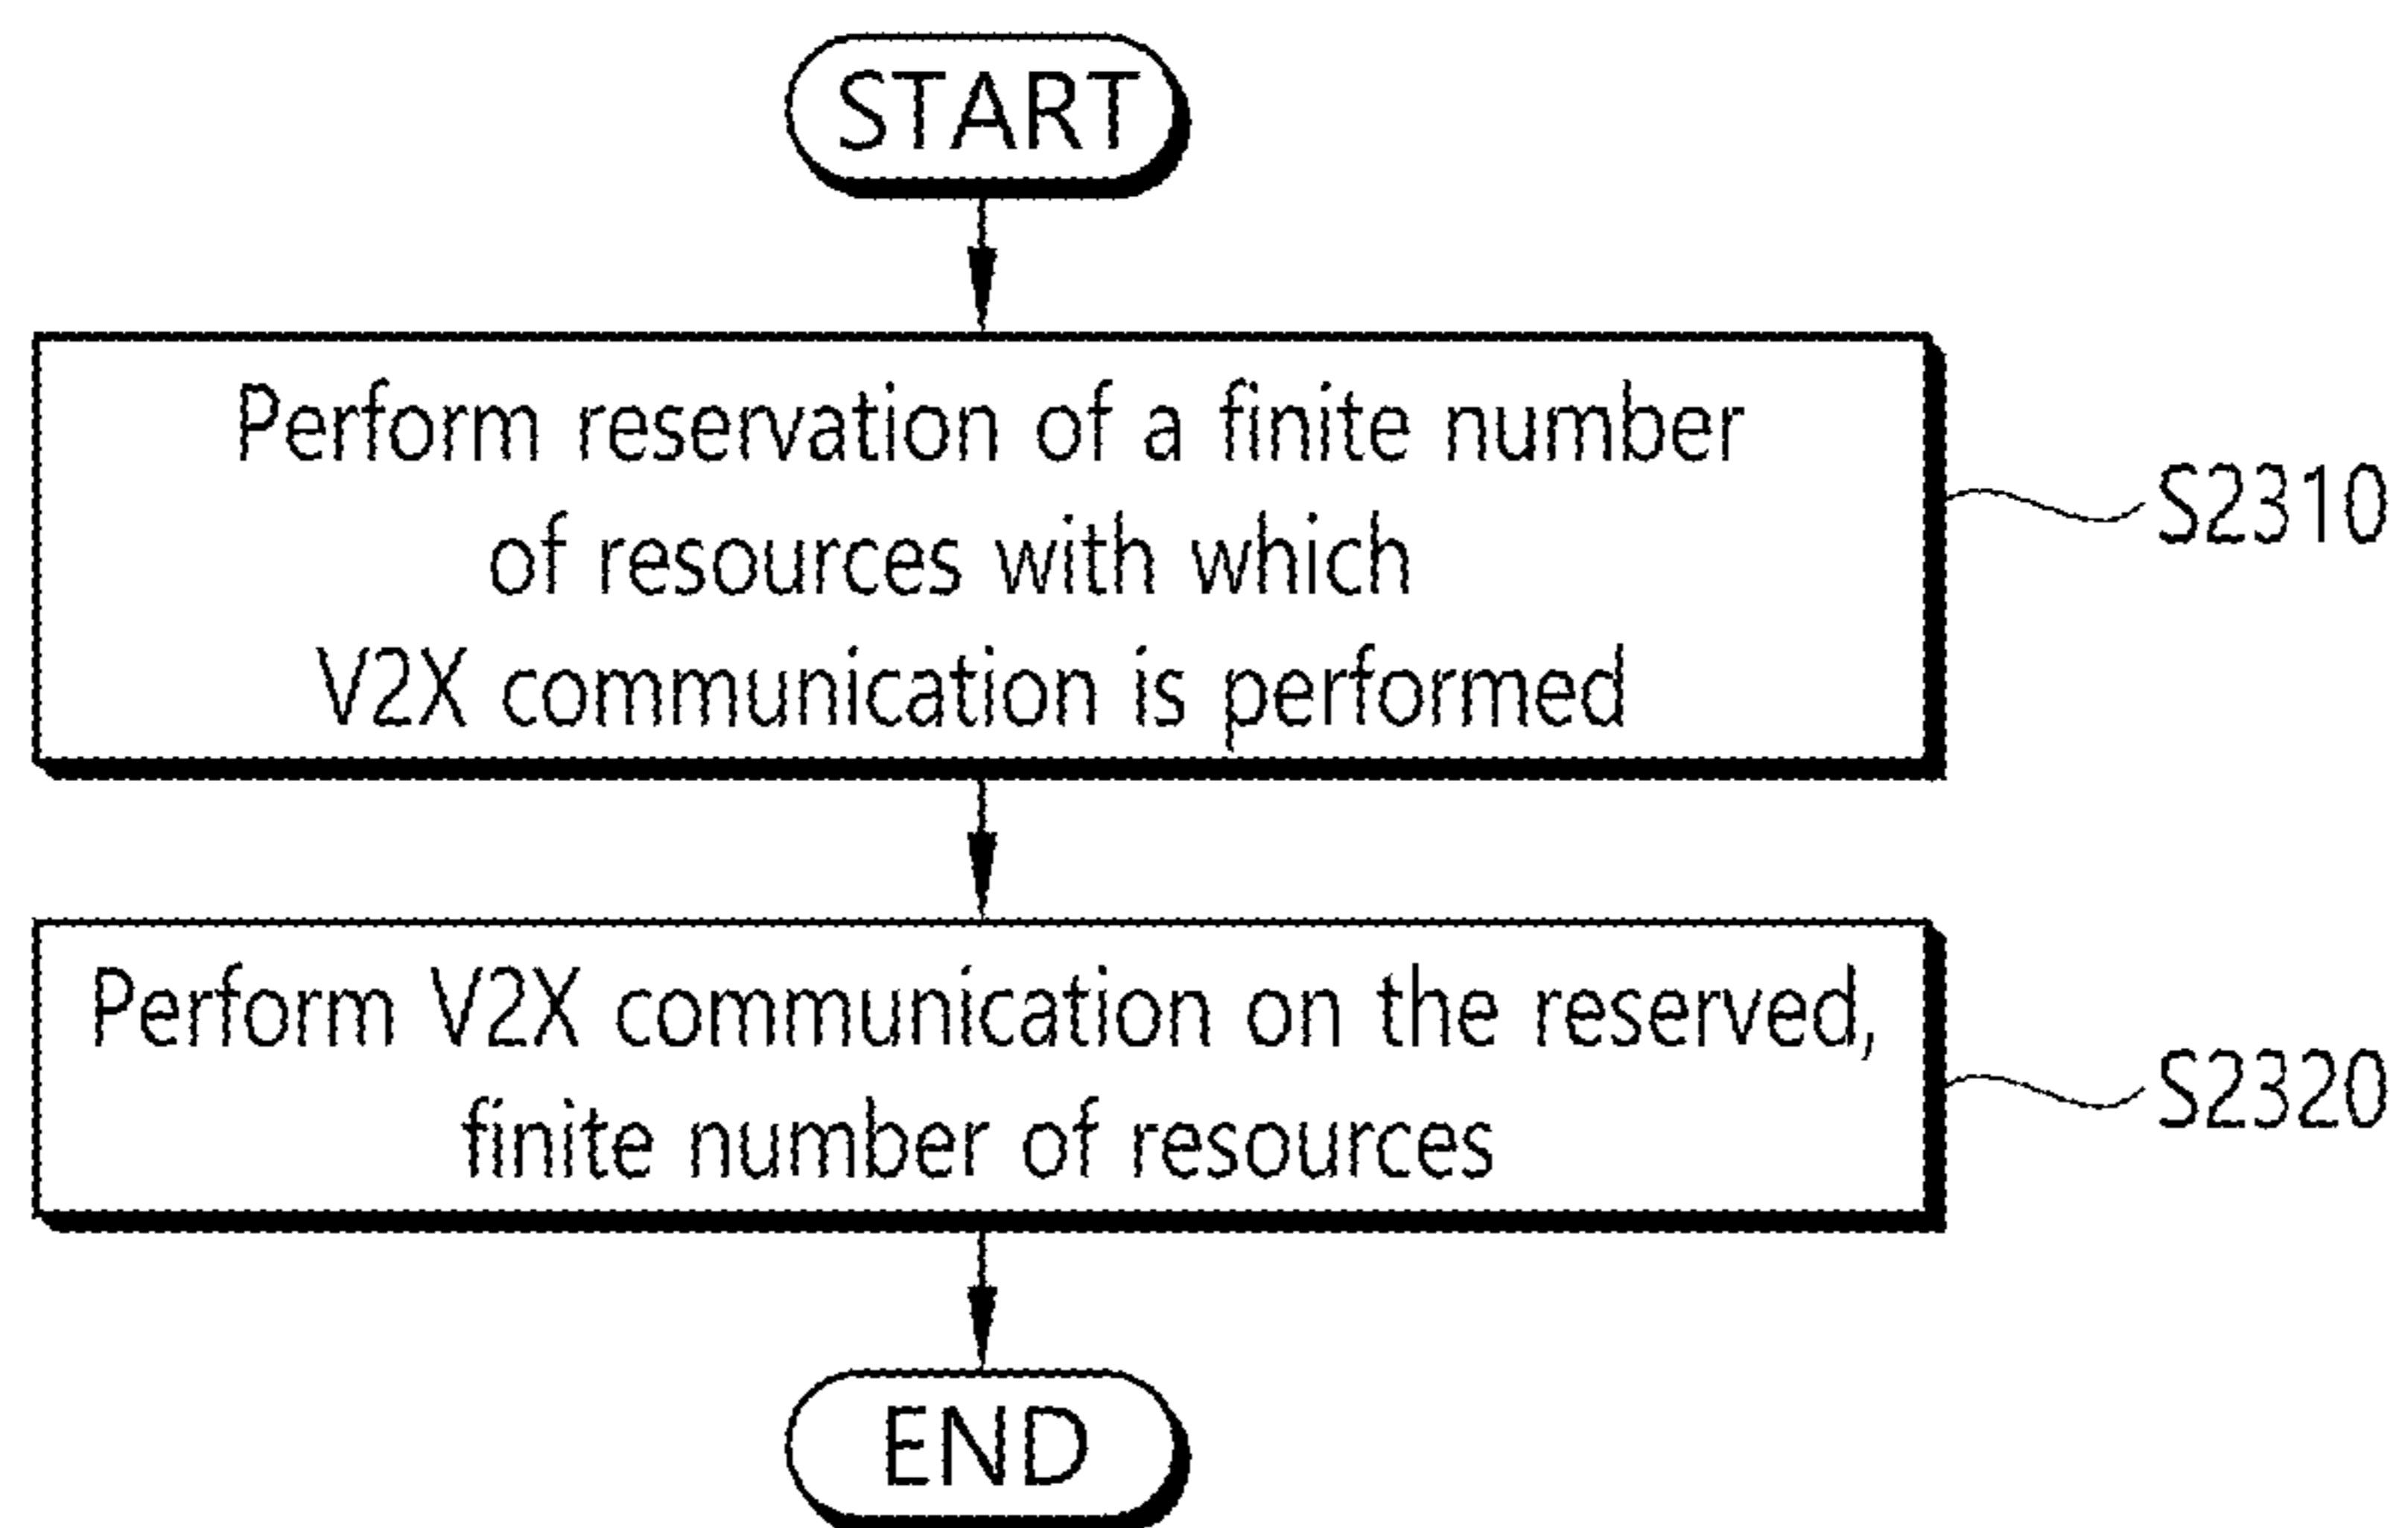 START
Perform reservation of a finite number
of resources with which
V2X communication is performed
S2310
Perform V2X communication on the reserved,
finite number of resources
S2320
END